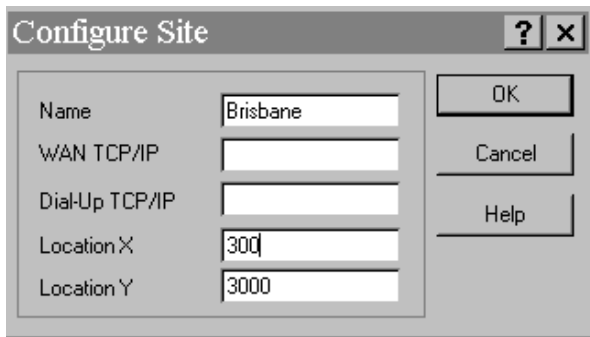 Configure Site ? ×
Name Brisbane OK
WAN TCP/IP Cancel
Dial-Up TCP/IP Help
Location X 300
Location Y 3000